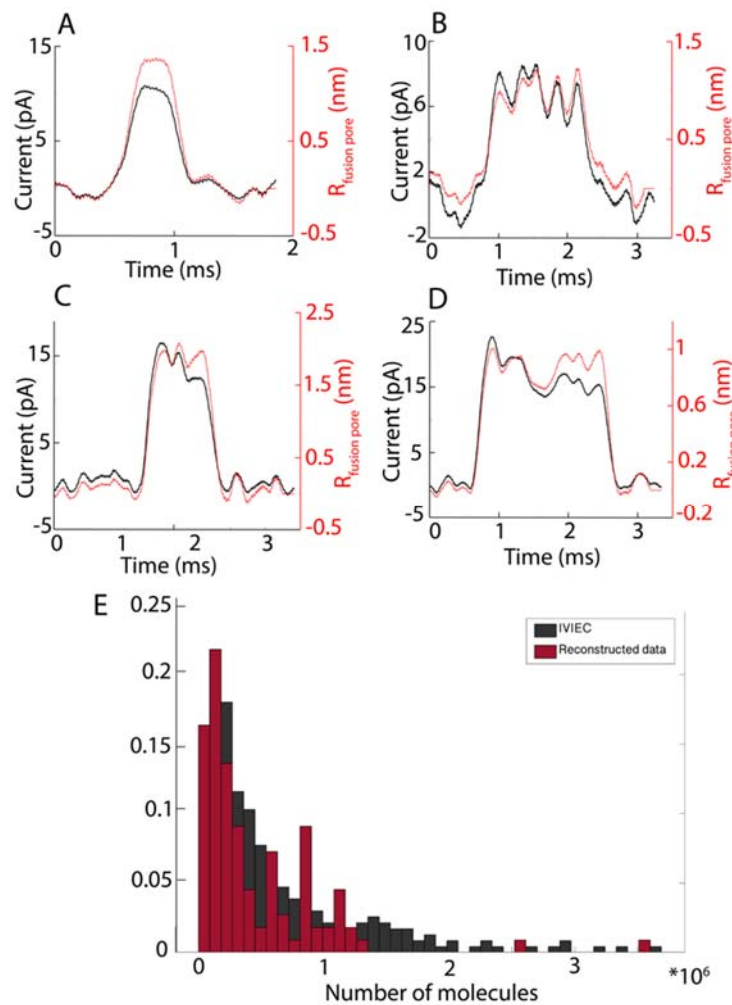 A
15
5
-5
Current (pA)
1.5
0.5
-0.5
R fusion pore (nm)
0 1 2
Time (ms)
B
10
6
2
-2
Current (pA)
1.5
0.5
-0.5
R fusion pore (nm)
0 1 2 3
Time (ms)
C
15
5
-5
Current (pA)
2.5
1.5
0.5
-0.5
R fusion pore (nm)
0 1 2 3
Time (ms)
D
25
15
5
-5
Current (pA)
1
0.6
0.2
-0.2
R fusion pore (nm)
0 1 2 3
Time (ms)
E
0.25
0.2
0.15
0.1
0.05
0
IVIEC
Reconstructed data
0 1 2 3 *10⁶
Number of molecules